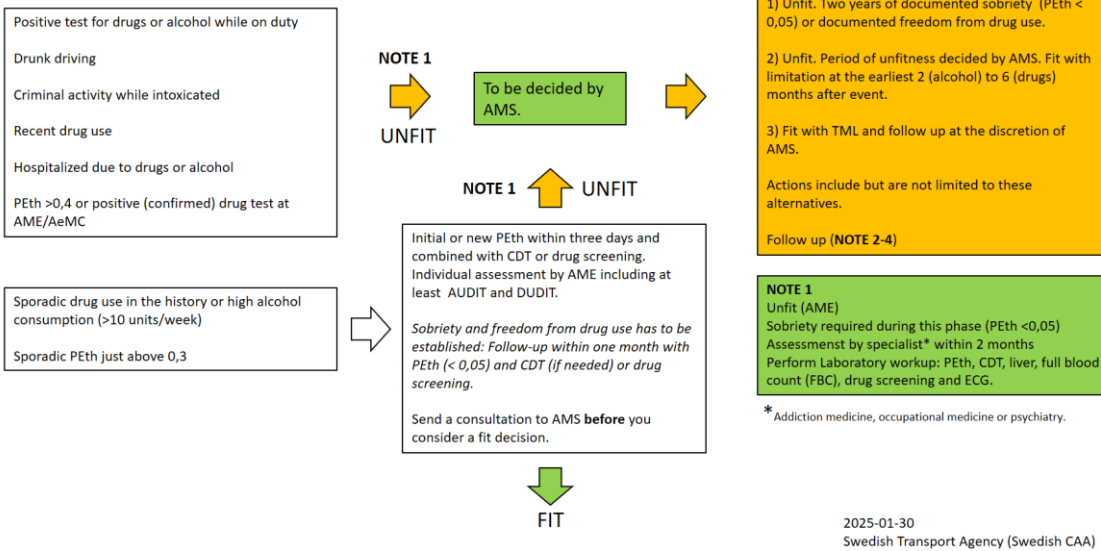 Positive test for drugs or alcohol while on duty
Drunk driving
Criminal activity while intoxicated
Recent drug use
Hospitalized due to drugs or alcohol
PEth >0,4 or positive (confirmed) drug test at
AME/AeMC
NOTE 1
UNFIT
To be decided by
AMS.
1) Unfit. Two years of documented sobriety (PEth <
0,05) or documented freedom from drug use.
2) Unfit. Period of unfitness decided by AMS. Fit with
limitation at the earliest 2 (alcohol) to 6 (drugs)
months after event.
3) Fit with TML and follow up at the discretion of
AMS.
Actions include but are not limited to these
alternatives.
Follow up (NOTE 2-4)
NOTE 1
UNFIT
Sporadic drug use in the history or high alcohol
consumption (>10 units/week)
Sporadic PEth just above 0,3
Initial or new PEth within three days and
combined with CDT or drug screening.
Individual assessment by AME including at
least AUDIT and DUDIT.
Sobriety and freedom from drug use has to be
established: Follow-up within one month with
PEth (< 0,05) and CDT (if needed) or drug
screening.
Send a consultation to AMS before you
consider a fit decision.
FIT
NOTE 1
Unfit (AME)
Sobriety required during this phase (PEth <0,05)
Assessmenst by specialist* within 2 months
Perform Laboratory workup: PEth, CDT, liver, full blood
count (FBC), drug screening and ECG.
* Addiction medicine, occupational medicine or psychiatry.
2025-01-30
Swedish Transport Agency (Swedish CAA)